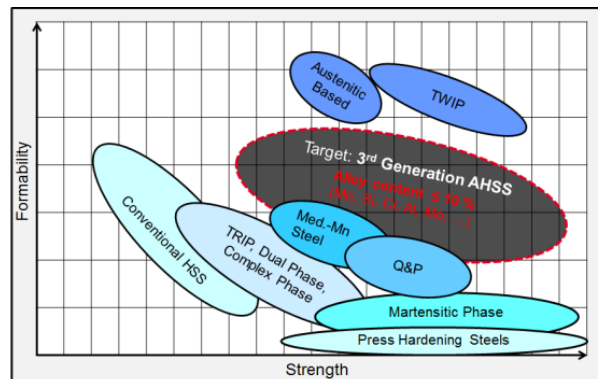 Formability
Austenitic
Based
TWIP
Target: 3rd Generation AHSS
Alloy content ≤ 10 %
(Mn, Si, Cr, Al, Mo, ...)
Conventional HSS
TRIP, Dual Phase,
Complex Phase
Med.-Mn
Steel
Q&P
Martensitic Phase
Press Hardening Steels
Strength